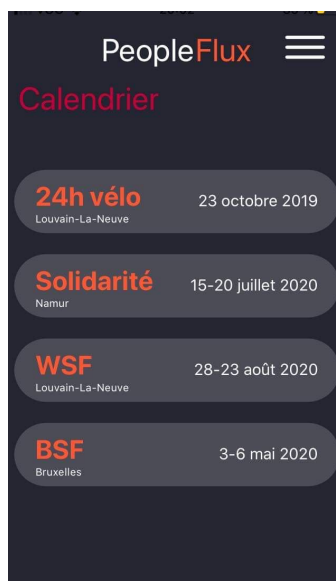 PeopleFlux
Calendrier
24h vélo
Louvain-La-Neuve
23 octobre 2019
Solidarité
Namur
15-20 juillet 2020
WSF
Louvain-La-Neuve
28-23 août 2020
BSF
Bruxelles
3-6 mai 2020